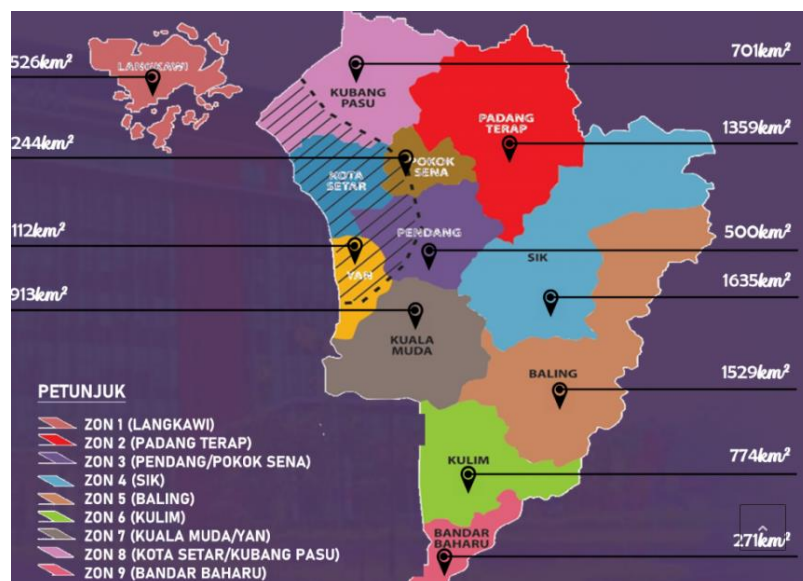 LANGKAWI
526km²
KUBANG
PASU
701km²
PADANG
TERAP
1359km²
244km²
POKOK
SENA
KOTA
SETAR
112km²
PENDANG
500km²
YAN
SIK
1635km²
913km²
KUALA
MUDA
BALING
1529km²
KULIM
774km²
BANDAR
BAHARU
271km²
PETUNJUK
ZON 1 (LANGKAWI)
ZON 2 (PADANG TERAP)
ZON 3 (PENDANG/POKOK SENA)
ZON 4 (SIK)
ZON 5 (BALING)
ZON 6 (KULIM)
ZON 7 (KUALA MUDA/YAN)
ZON 8 (KOTA SETAR/KUBANG PASU)
ZON 9 (BANDAR BAHARU)